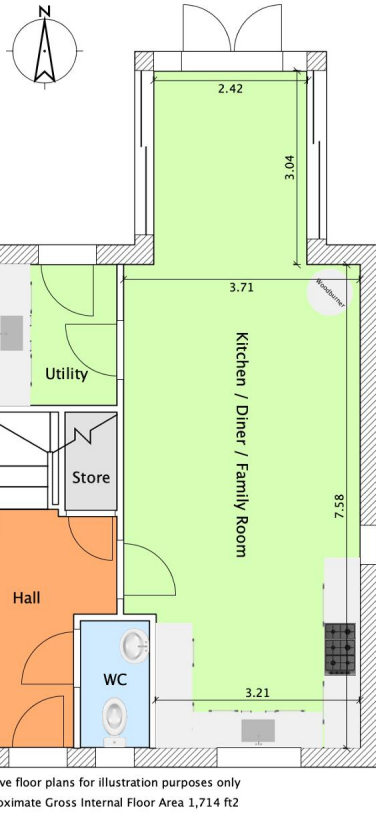 N
2.42
3.04
3.71
Woodburner
Kitchen / Diner / Family Room
Utility
Store
7.58
Hall
WC
3.21
ve floor plans for illustration purposes only
oximate Gross Internal Floor Area 1,714 ft2